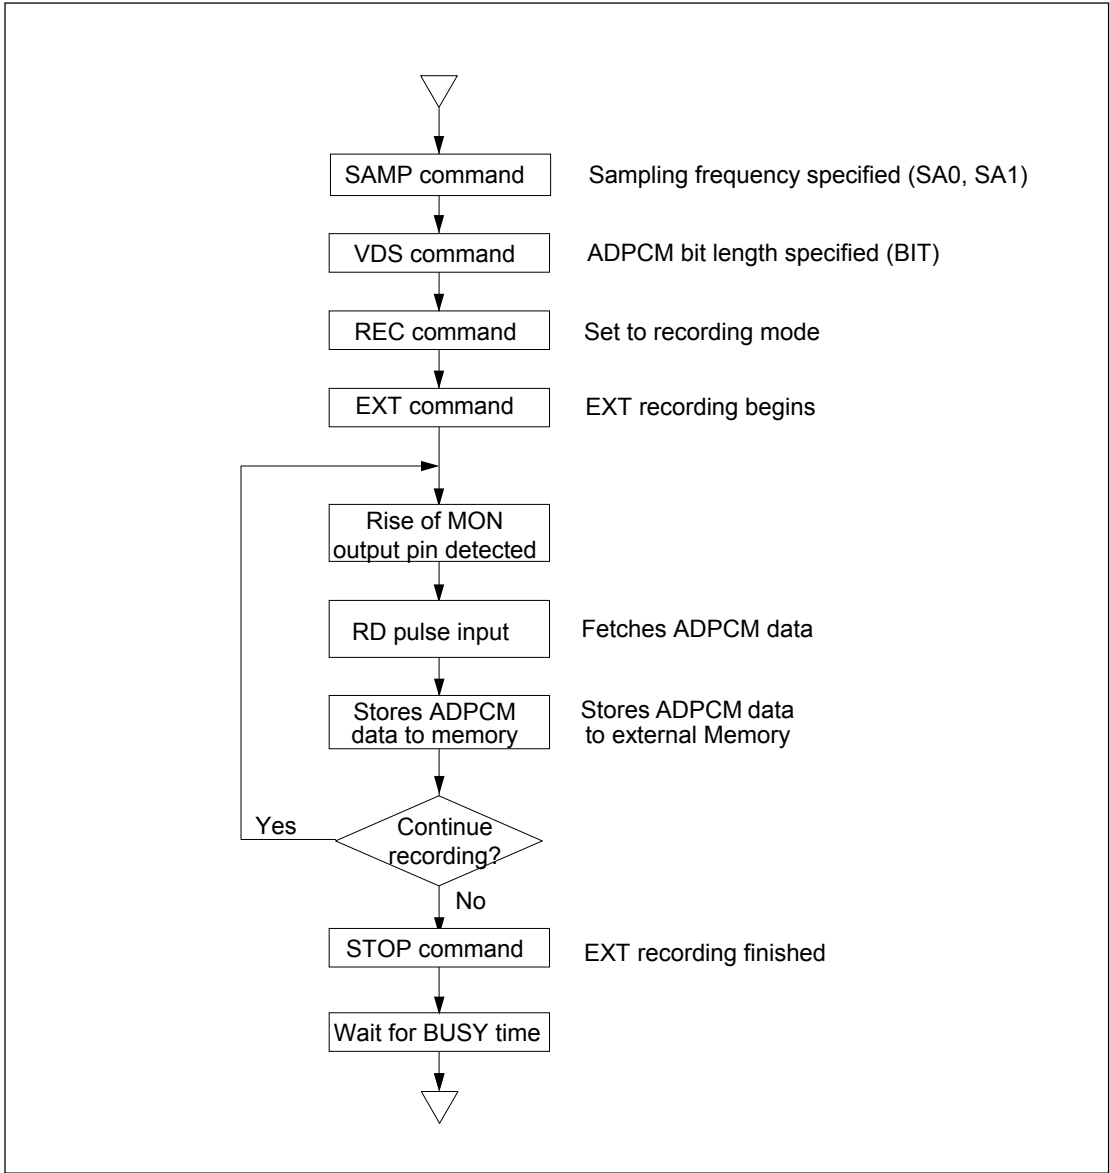 SAMP command
Sampling frequency specified (SA0, SA1)
VDS command
ADPCM bit length specified (BIT)
REC command
Set to recording mode
EXT command
EXT recording begins
Rise of MON
output pin detected
RD pulse input
Fetches ADPCM data
Stores ADPCM
data to memory
Stores ADPCM data
to external Memory
Continue
recording?
Yes
No
STOP command
EXT recording finished
Wait for BUSY time